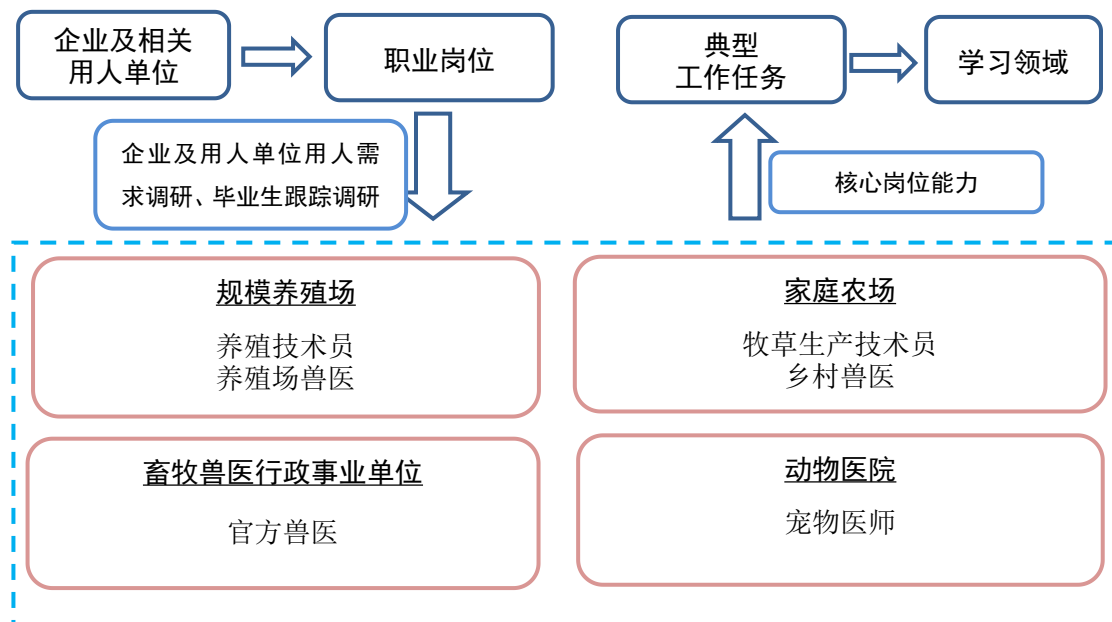 企业及相关
用人单位
职业岗位
典型
工作任务
学习领域
企业及用人单位用人需
求调研、毕业生跟踪调研
核心岗位能力
规模养殖场
养殖技术员
养殖场兽医
家庭农场
牧草生产技术员
乡村兽医
畜牧兽医行政事业单位
官方兽医
动物医院
宠物医师